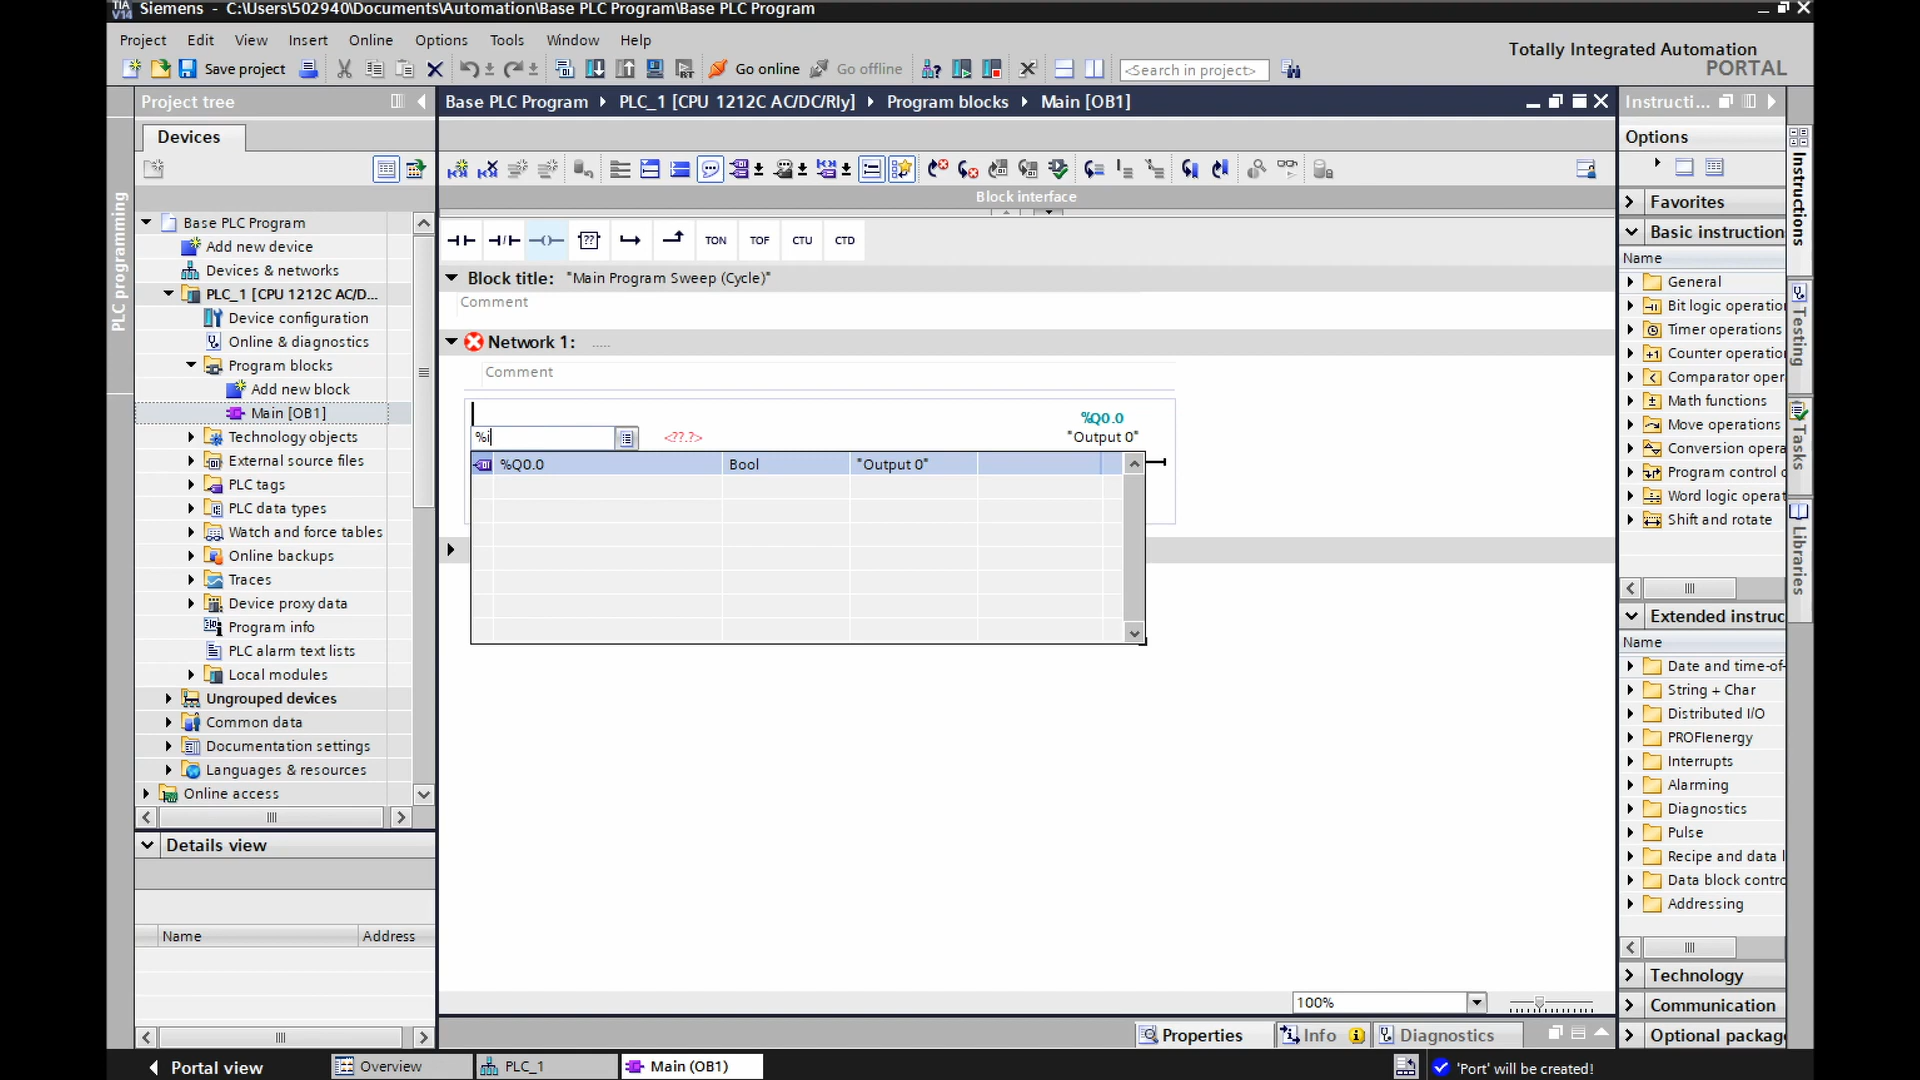 TIA
V14
Siemens - C:\Users\502940\Documents\Automation\Base PLC Program\Base PLC Program
Project Edit View Insert Online Options Tools Window Help
Totally Integrated Automation
PORTAL
Save project
Go online
Go offline
<Search in project>
Project tree
Base PLC Program
PLC_1 [CPU 1212C AC/DC/Rly]
Program blocks
Main [OB1]
Instructi...
Devices
Options
PLC programming
Instructions
Testing
Tasks
Libraries
Block interface
Base PLC Program
Add new device
Devices & networks
PLC_1 [CPU 1212C AC/D...
Device configuration
Online & diagnostics
Program blocks
Add new block
Main [OB1]
Technology objects
External source files
PLC tags
PLC data types
Watch and force tables
Online backups
Traces
Device proxy data
Program info
PLC alarm text lists
Local modules
Ungrouped devices
Common data
Documentation settings
Languages & resources
Online access
Details view
Name
Address
??
TON
TOF
CTU
CTD
Block title: "Main Program Sweep (Cycle)"
Comment
Network 1: .....
Comment
%Q0.0
"Output 0"
%i
<??.?>
%Q0.0
Bool
"Output 0"
100%
Properties
Info
Diagnostics
Favorites
Basic instruction
Name
General
Bit logic operation
Timer operations
Counter operation
Comparator oper
Math functions
Move operations
Conversion opera
Program control o
Word logic operat
Shift and rotate
Extended instruc
Name
Date and time-of-
String + Char
Distributed I/O
PROFIenergy
Interrupts
Alarming
Diagnostics
Pulse
Recipe and data l
Data block contro
Addressing
Technology
Communication
Optional package
Portal view
Overview
PLC_1
Main (OB1)
'Port' will be created!